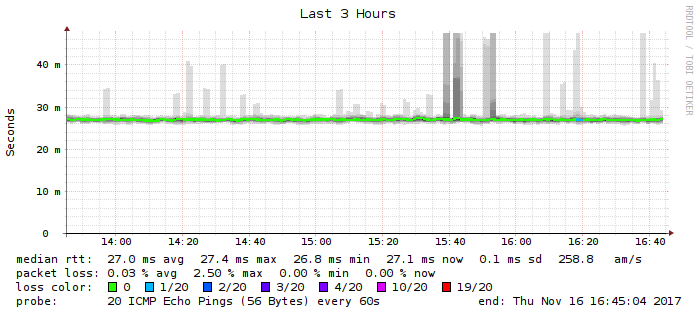 Last 3 Hours
RRDTOOL / TOBI OETIKER
Seconds
40 m
30 m
20 m
10 m
0
14:00 14:20 14:40 15:00 15:20 15:40 16:00 16:20 16:40
median rtt: 27.0 ms avg 27.4 ms max 26.8 ms min 27.1 ms now 0.1 ms sd 258.8 am/s
packet loss: 0.03 % avg 2.50 % max 0.00 % min 0.00 % now
loss color: 0 1/20 2/20 3/20 4/20 10/20 19/20
probe: 20 ICMP Echo Pings (56 Bytes) every 60s end: Thu Nov 16 16:45:04 2017